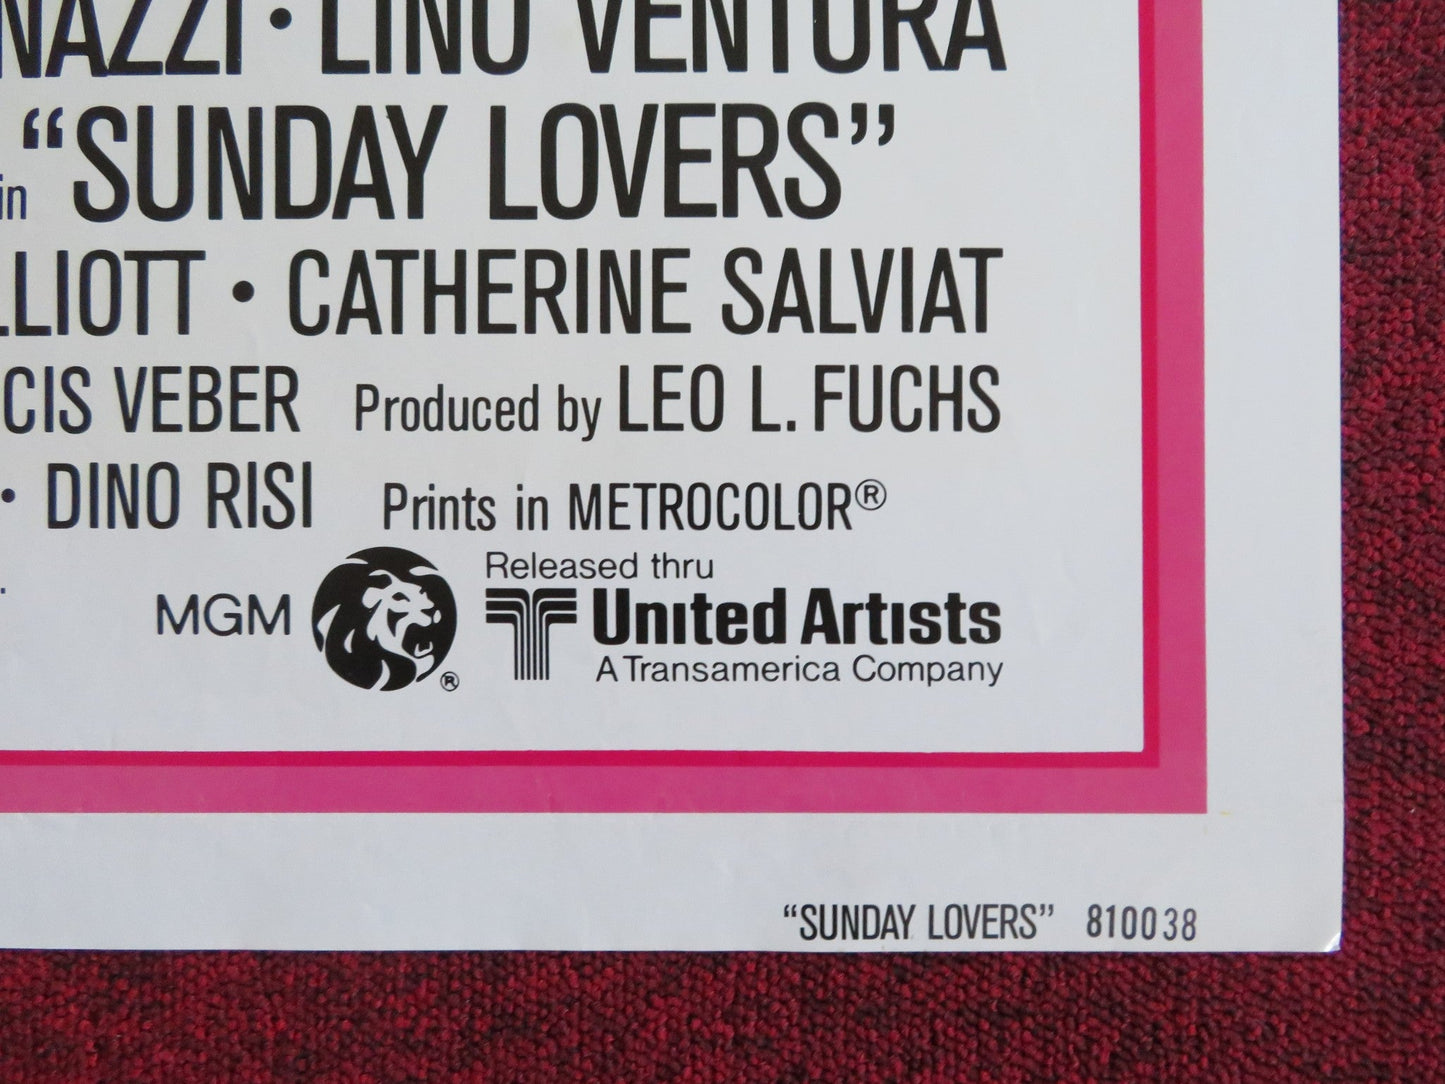 NAZZI • LINO VENTURA
in “SUNDAY LOVERS”
LLIOTT • CATHERINE SALVIAT
CIS VEBER Produced by LEO L. FUCHS
• DINO RISI Prints in METROCOLOR®
MGM ® Released thru
United Artists
A Transamerica Company
“SUNDAY LOVERS” 810038